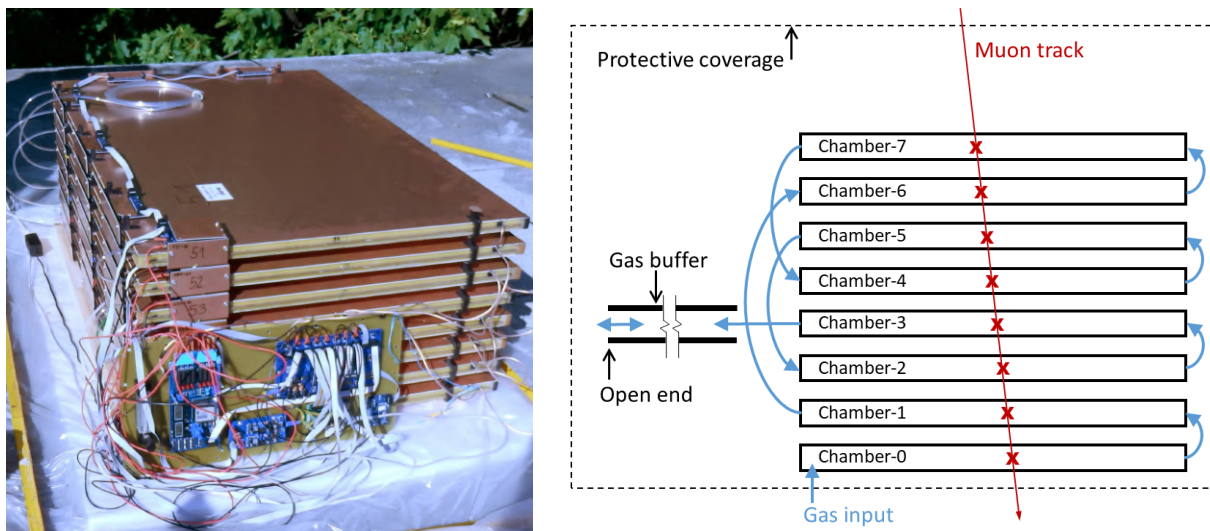 51
52
53
Protective coverage
Muon track
Chamber-7
Chamber-6
Chamber-5
Gas buffer
Chamber-4
Chamber-3
Chamber-2
Open end
Chamber-1
Chamber-0
Gas input